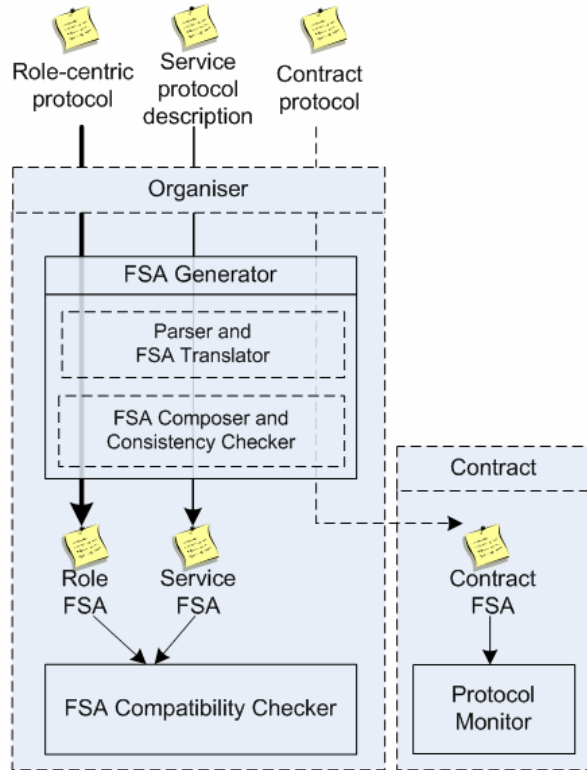 Role-centric
protocol
Service
protocol
description
Contract
protocol
Organiser
FSA Generator
Parser and
FSA Translator
FSA Composer and
Consistency Checker
Contract
Role
FSA
Service
FSA
Contract
FSA
FSA Compatibility Checker
Protocol
Monitor